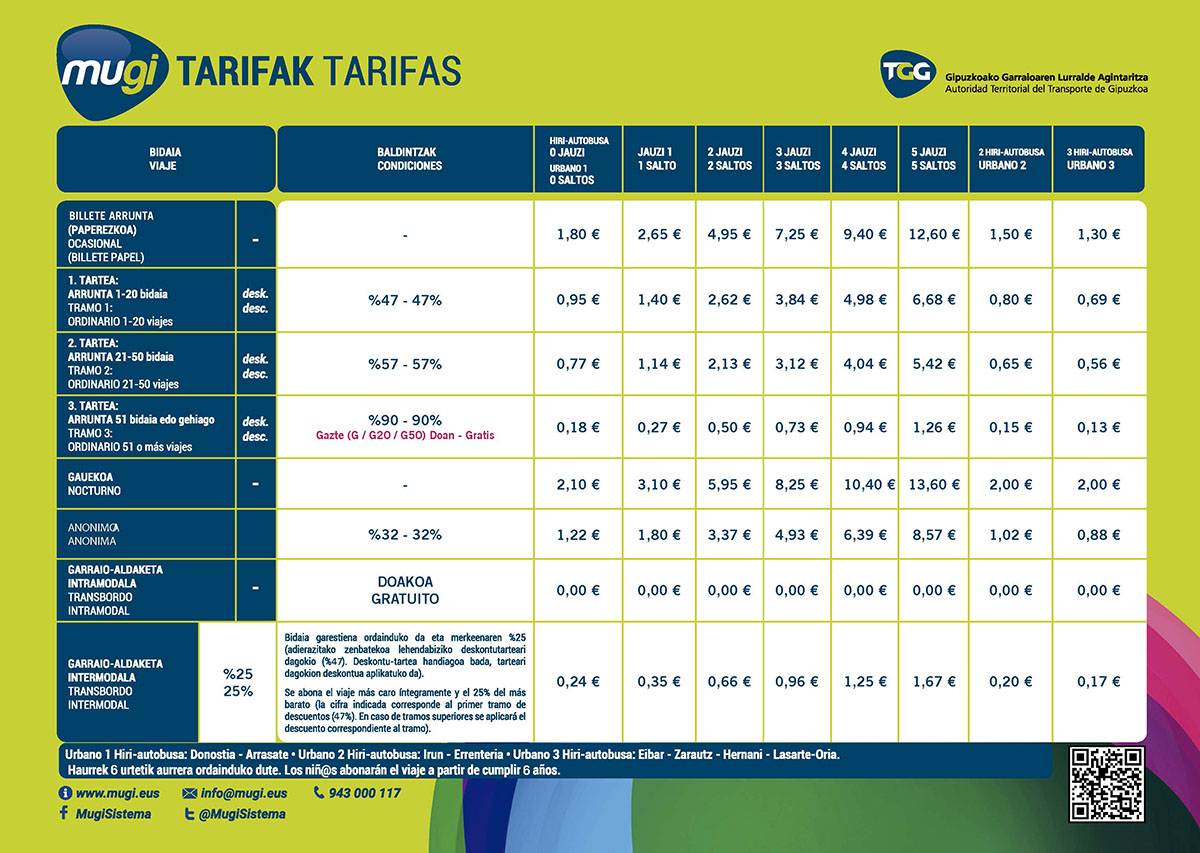 mugi TARIFAK TARIFAS
TGG
Gipuzkoako Garraioaren Lurralde Agintaritza
Autoridad Territorial del Transporte de Gipuzkoa
BIDAIA
VIAJE
BALDINTZAK
CONDICIONES
HIRI-AUTOBUSA
0 JAUZI
URBANO 1
0 SALTOS
JAUZI 1
1 SALTO
2 JAUZI
2 SALTOS
3 JAUZI
3 SALTOS
4 JAUZI
4 SALTOS
5 JAUZI
5 SALTOS
2 HIRI-AUTOBUSA
URBANO 2
3 HIRI-AUTOBUSA
URBANO 3
BILLETE ARRUNTA
(PAPEREZKOA)
OCASIONAL
(BILLETE PAPEL)
-
-
1,80 € 2,65 € 4,95 € 7,25 € 9,40 € 12,60 € 1,50 € 1,30 €
1. TARTEA:
ARRUNTA 1-20 bidaia
TRAMO 1:
ORDINARIO 1-20 viajes
desk.
desc.
%47 - 47%
0,95 € 1,40 € 2,62 € 3,84 € 4,98 € 6,68 € 0,80 € 0,69 €
2. TARTEA:
ARRUNTA 21-50 bidaia
TRAMO 2:
ORDINARIO 21-50 viajes
desk.
desc.
%57 - 57%
0,77 € 1,14 € 2,13 € 3,12 € 4,04 € 5,42 € 0,65 € 0,56 €
3. TARTEA:
ARRUNTA 51 bidaia edo gehiago
TRAMO 3:
ORDINARIO 51 o más viajes
desk.
desc.
%90 - 90%
Gazte (G / G20 / G50) Doan - Gratis
0,18 € 0,27 € 0,50 € 0,73 € 0,94 € 1,26 € 0,15 € 0,13 €
GAUEKOA
NOCTURNO
-
-
2,10 € 3,10 € 5,95 € 8,25 € 10,40 € 13,60 € 2,00 € 2,00 €
ANONIMOA
ANONIMA
%32 - 32%
1,22 € 1,80 € 3,37 € 4,93 € 6,39 € 8,57 € 1,02 € 0,88 €
GARRAIO-ALDAKETA
INTRAMODALA
TRANSBORDO
INTRAMODAL
-
DOAKOA
GRATUITO
0,00 € 0,00 € 0,00 € 0,00 € 0,00 € 0,00 € 0,00 € 0,00 €
GARRAIO-ALDAKETA
INTERMODALA
TRANSBORDO
INTERMODAL
%25
25%
Bidaia garestiena ordainduko da eta merkeenaren %25
(adierazitako zenbatekoa lehendabiziko deskontutarteari
dagokio (%47). Deskontu-tartea handiagoa bada, tarteari
dagokion deskontua aplikatuko da).
Se abona el viaje más caro íntegramente y el 25% del más
barato (la cifra indicada corresponde al primer tramo de
descuentos (47%). En caso de tramos superiores se aplicará el
descuento correspondiente al tramo).
0,24 € 0,35 € 0,66 € 0,96 € 1,25 € 1,67 € 0,20 € 0,17 €
Urbano 1 Hiri-autobusa: Donostia - Arrasate • Urbano 2 Hiri-autobusa: Irun - Errenteria • Urbano 3 Hiri-autobusa: Eibar - Zarautz - Hernani - Lasarte-Oria.
Haurrek 6 urtetik aurrera ordainduko dute. Los niñ@s abonarán el viaje a partir de cumplir 6 años.
www.mugi.eus info@mugi.eus 943 000 117
MugiSistema @MugiSistema